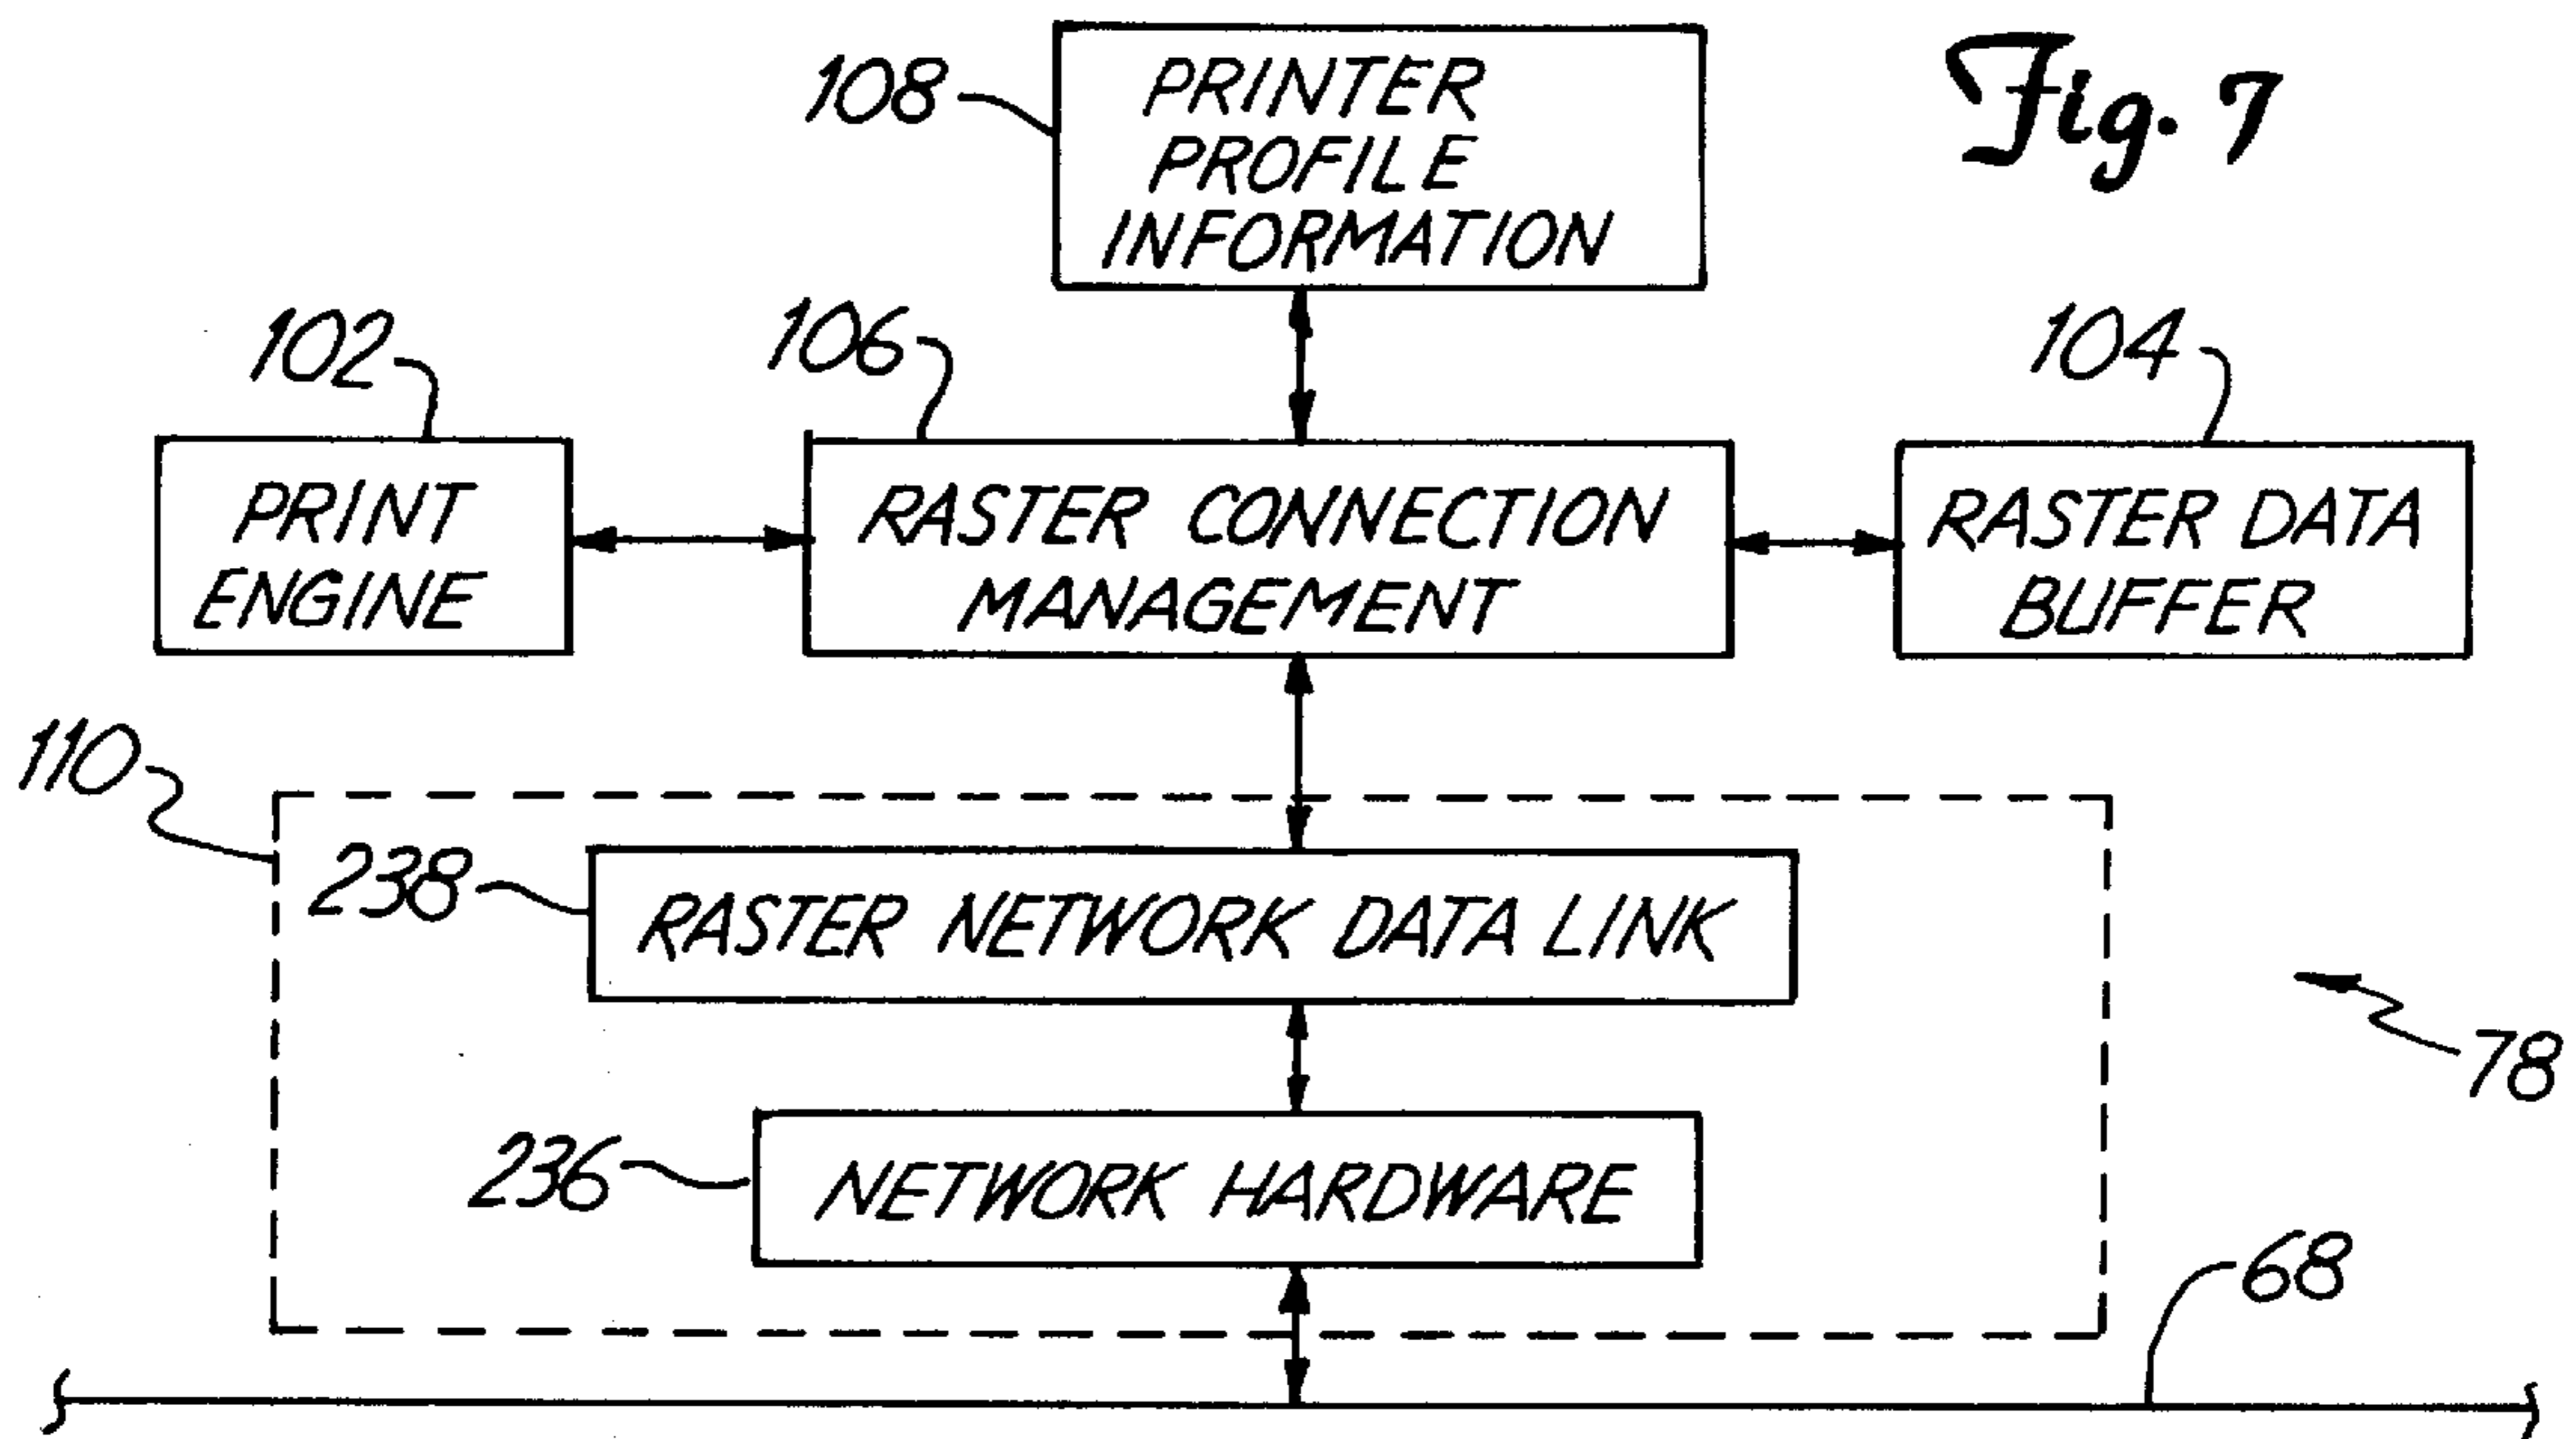 Fig. 7
108
PRINTER
PROFILE
INFORMATION
102
106
104
PRINT
ENGINE
RASTER CONNECTION
MANAGEMENT
RASTER DATA
BUFFER
110
238
RASTER NETWORK DATA LINK
78
236
NETWORK HARDWARE
68